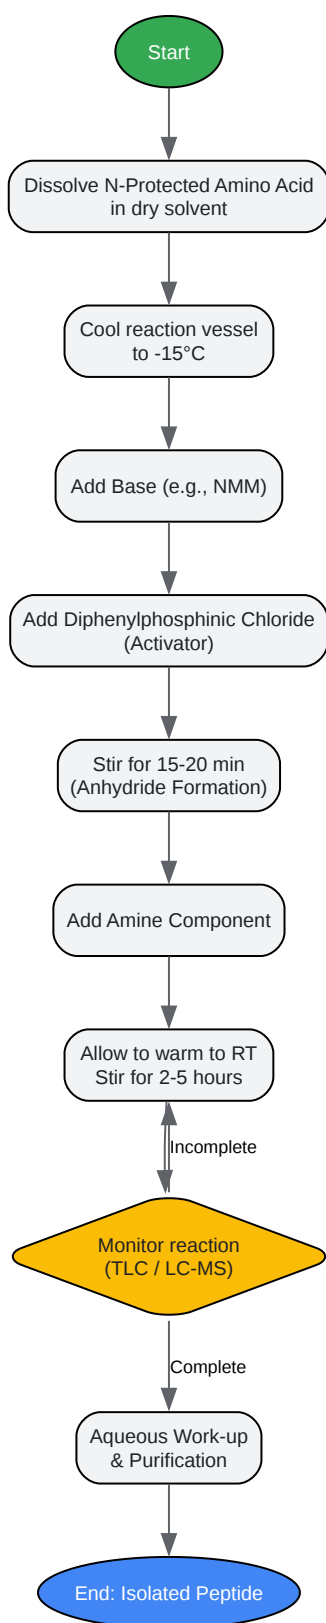 Start
Dissolve N-Protected Amino Acid
in dry solvent
Cool reaction vessel
to -15°C
Add Base (e.g., NMM)
Add Diphenylphosphinic Chloride
(Activator)
Stir for 15-20 min
(Anhydride Formation)
Add Amine Component
Allow to warm to RT
Stir for 2-5 hours
Incomplete
Monitor reaction
(TLC / LC-MS)
Complete
Aqueous Work-up
& Purification
End: Isolated Peptide